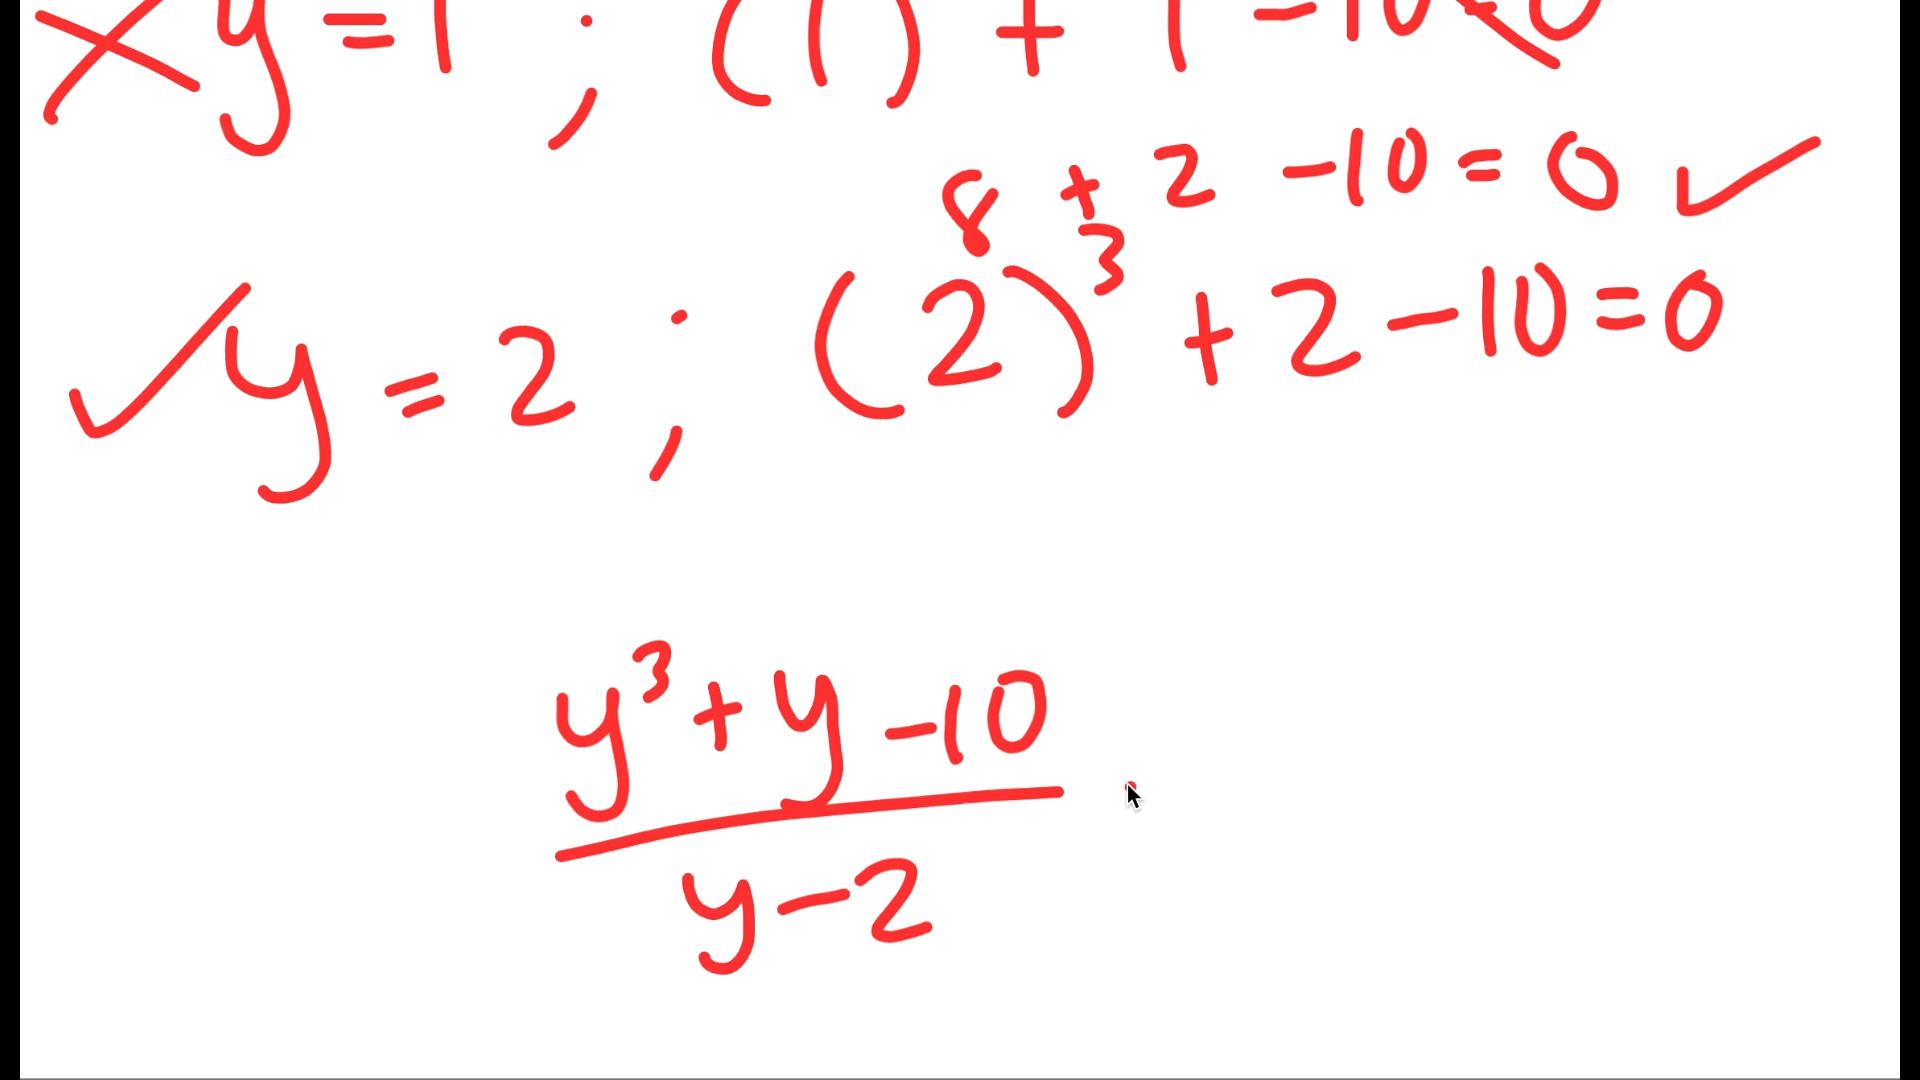 y = 1 ; (1) + 1 - 10 = 0
8 + 2 - 10 = 0 ✓
✓ y = 2 ; (2)³ + 2 - 10 = 0
y³ + y - 10
y - 2